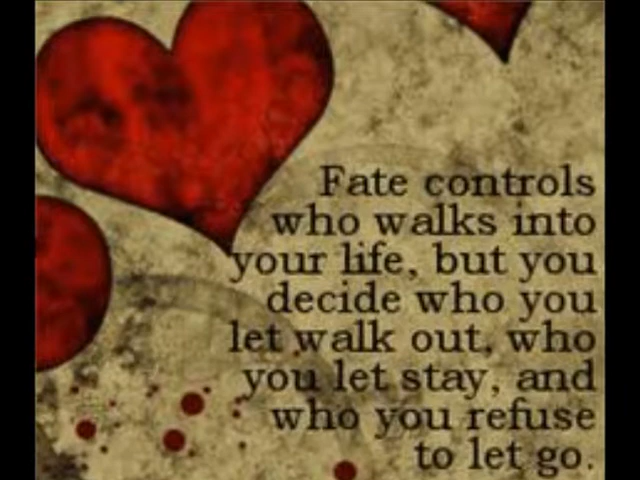 Fate controls
who walks into
your life, but you
decide who you
let walk out, who
you let stay, and
who you refuse
to let go.